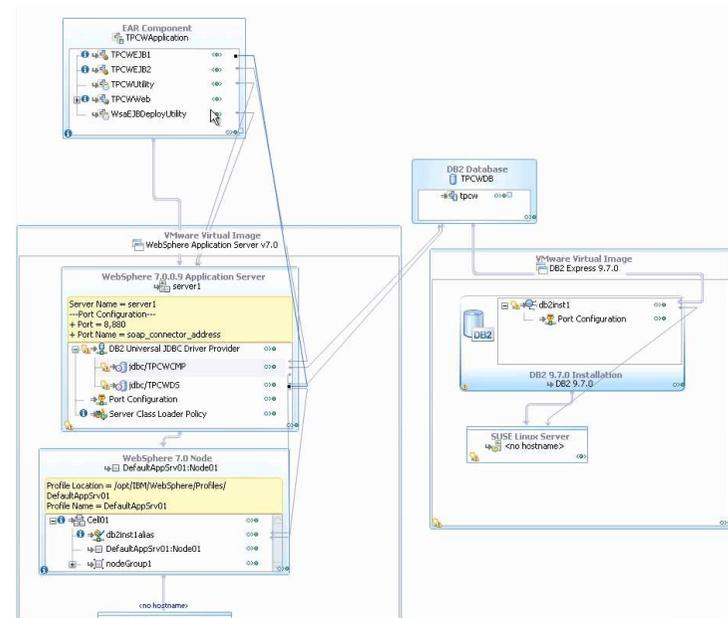 EAR Component
TPCWApplication
TPCWEJB1
TPCWEJB2
TPCWUtility
TPCWWeb
WsaEJBDeployUtility
DB2 Database
TPCWDB
tpcw
VMware Virtual Image
WebSphere Application Server v7.0
VMware Virtual Image
DB2 Express 9.7.0
WebSphere 7.0.0.9 Application Server
server1
Server Name = server1
---Port Configuration---
+ Port = 8,880
+ Port Name = soap_connector_address
DB2 Universal JDBC Driver Provider
jdbc/TPCWCMP
jdbc/TPCWDS
Port Configuration
Server Class Loader Policy
db2inst1
Port Configuration
DB2
DB2 9.7.0 Installation
DB2 9.7.0
SUSE Linux Server
<no hostname>
WebSphere 7.0 Node
DefaultAppSrv01:Node01
Profile Location = /opt/IBM/WebSphere/Profiles/
DefaultAppSrv01
Profile Name = DefaultAppSrv01
Cell01
db2inst1alias
DefaultAppSrv01:Node01
nodeGroup1
<no hostname>